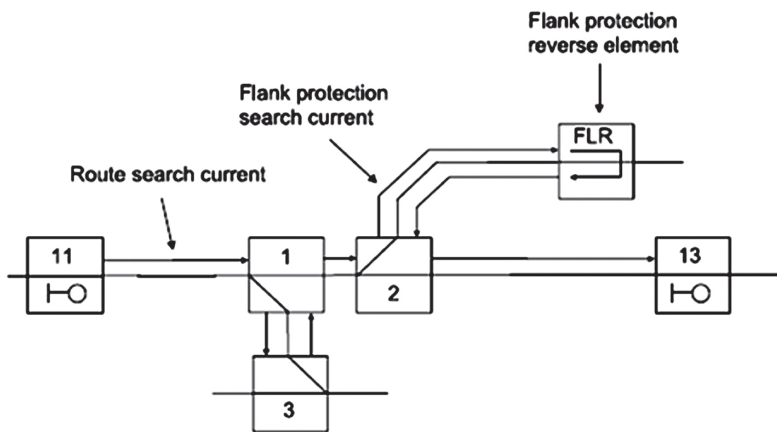 Flank protection
reverse element
Flank protection
search current
FLR
Route search current
11
1
2
13
3